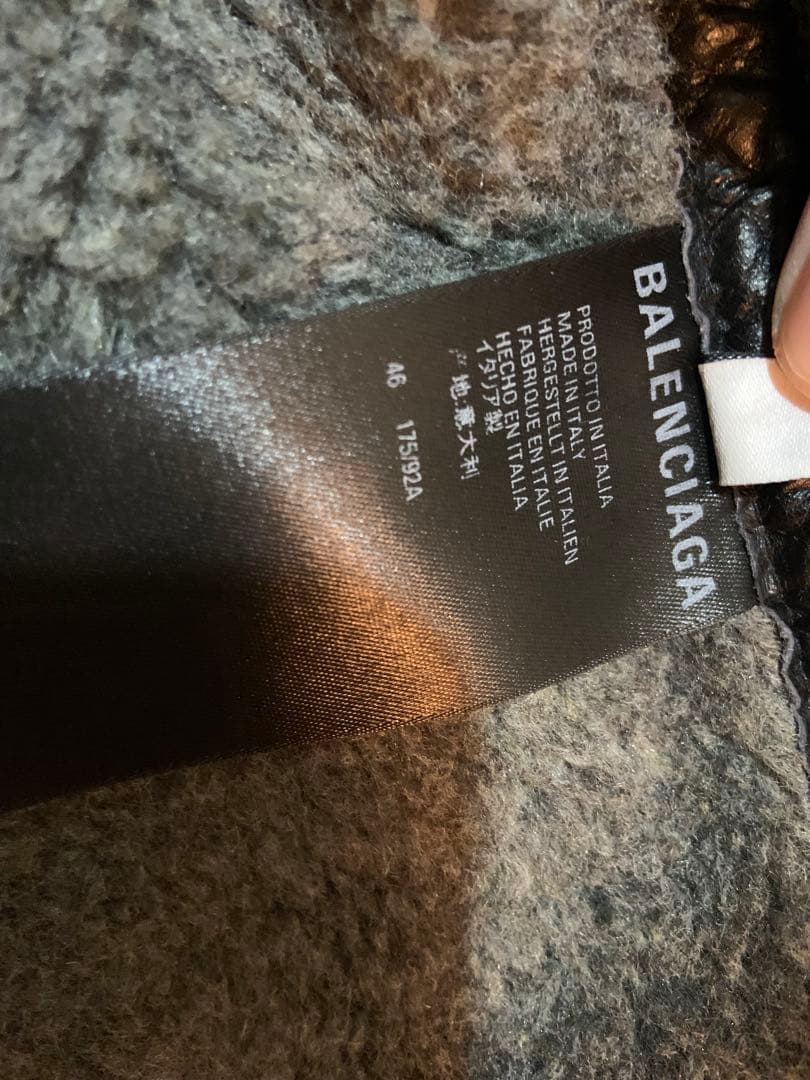 BALENCIAGA
PRODOTTO IN ITALIA
MADE IN ITALY
HERGESTELLT IN ITALIEN
FABRIQUE EN ITALIE
HECHO EN ITALIA
イタリア製
产地:意大利
46 175/92A